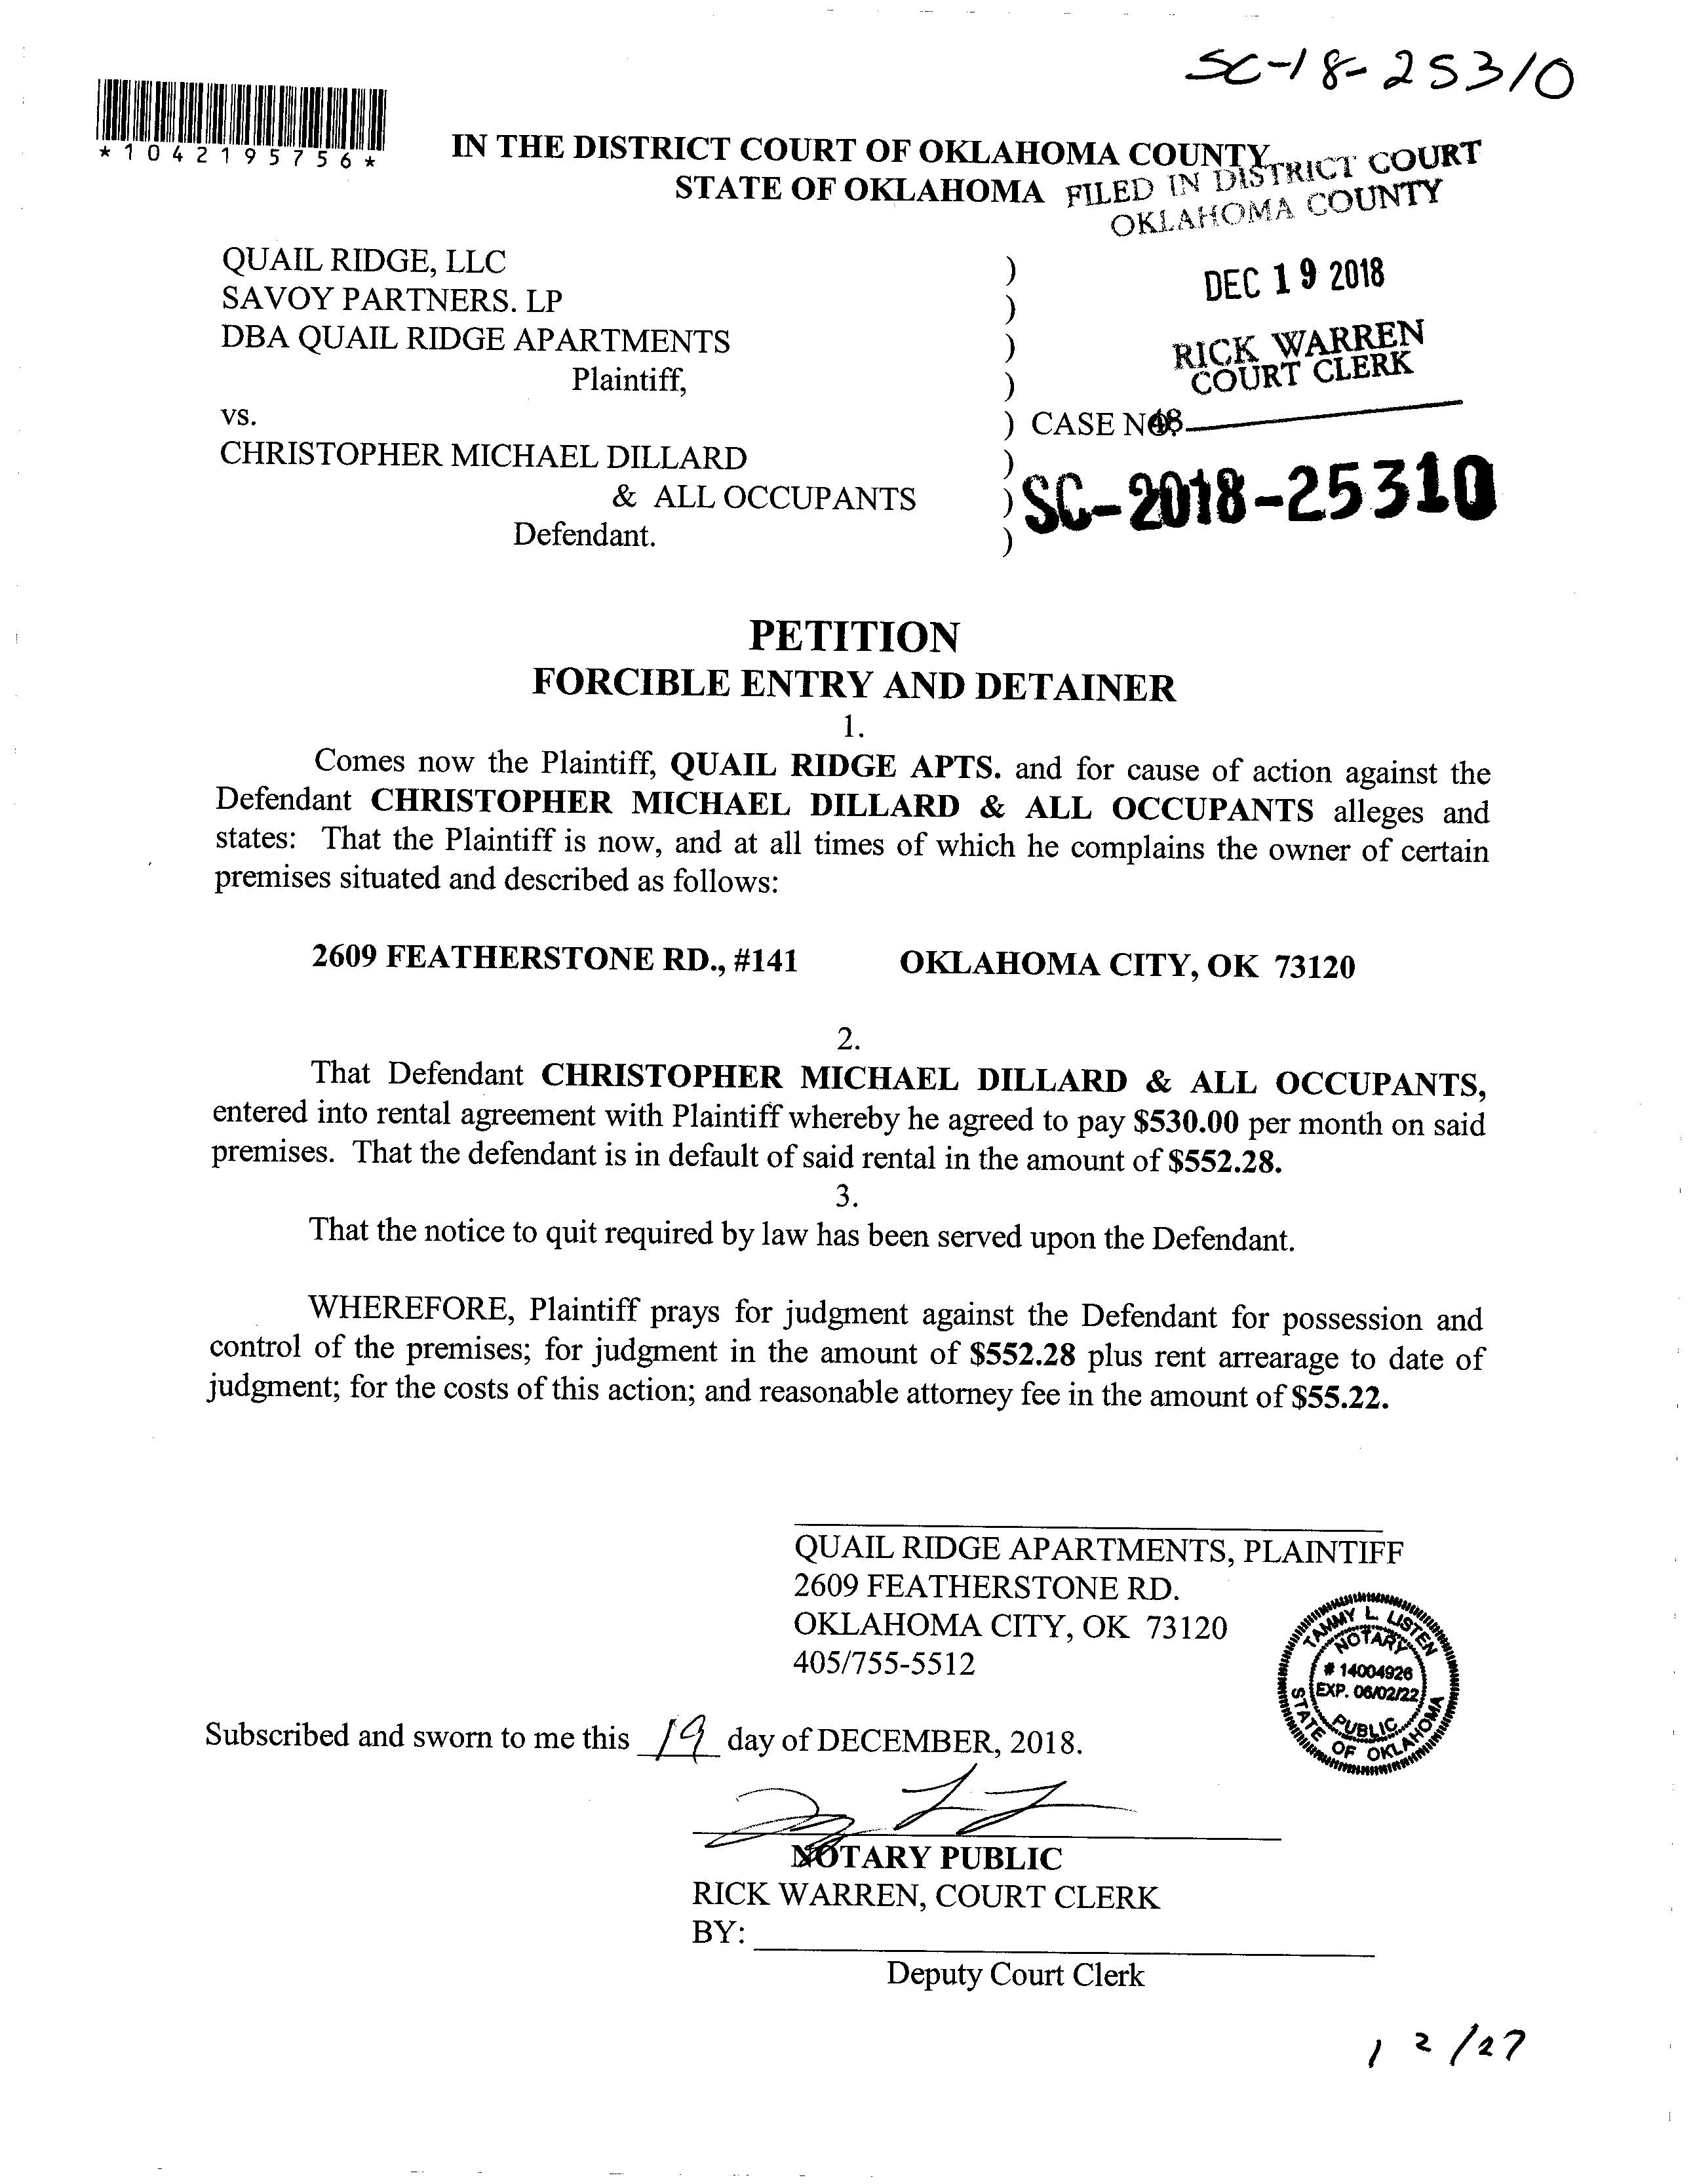 SC-18-25310
*1042195756*
IN THE DISTRICT COURT OF OKLAHOMA COUNTY
STATE OF OKLAHOMA
FILED IN DISTRICT COURT
OKLAHOMA COUNTY
DEC 19 2018
RICK WARREN
COURT CLERK
QUAIL RIDGE, LLC )
SAVOY PARTNERS. LP )
DBA QUAIL RIDGE APARTMENTS )
Plaintiff, )
vs. ) CASE NO.
48
CHRISTOPHER MICHAEL DILLARD )
& ALL OCCUPANTS ) SC-2018-25310
Defendant. )
PETITION
FORCIBLE ENTRY AND DETAINER
1.
Comes now the Plaintiff, QUAIL RIDGE APTS. and for cause of action against the
Defendant CHRISTOPHER MICHAEL DILLARD & ALL OCCUPANTS alleges and
states: That the Plaintiff is now, and at all times of which he complains the owner of certain
premises situated and described as follows:
2609 FEATHERSTONE RD., #141 OKLAHOMA CITY, OK 73120
2.
That Defendant CHRISTOPHER MICHAEL DILLARD & ALL OCCUPANTS,
entered into rental agreement with Plaintiff whereby he agreed to pay $530.00 per month on said
premises. That the defendant is in default of said rental in the amount of $552.28.
3.
That the notice to quit required by law has been served upon the Defendant.
WHEREFORE, Plaintiff prays for judgment against the Defendant for possession and
control of the premises; for judgment in the amount of $552.28 plus rent arrearage to date of
judgment; for the costs of this action; and reasonable attorney fee in the amount of $55.22.
QUAIL RIDGE APARTMENTS, PLAINTIFF
2609 FEATHERSTONE RD.
OKLAHOMA CITY, OK 73120
405/755-5512
TAMMY L. LISTEN
NOTARY
# 14004926
EXP. 06/02/22
PUBLIC
STATE OF OKLAHOMA
Subscribed and sworn to me this 19 day of DECEMBER, 2018.
NOTARY PUBLIC
RICK WARREN, COURT CLERK
BY:
Deputy Court Clerk
12/27